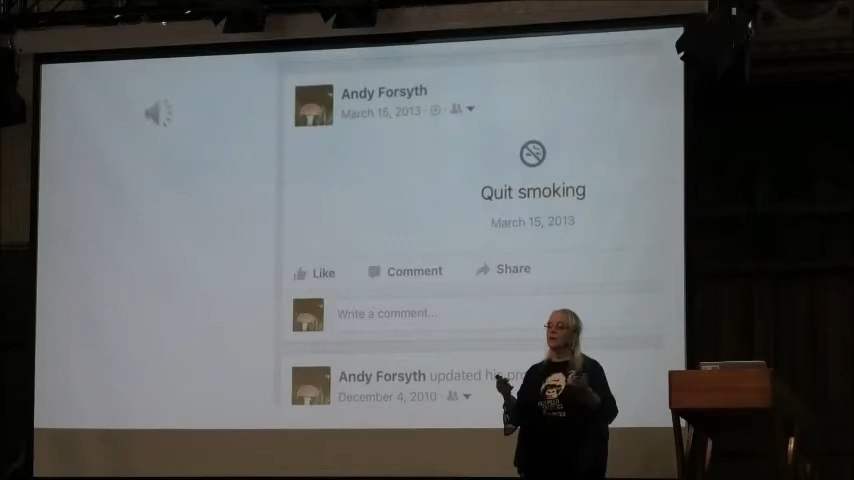 Andy Forsyth
March 15, 2013
Quit smoking
March 15, 2013
Like Comment Share
Write a comment...
Andy Forsyth updated his
December 4, 2010